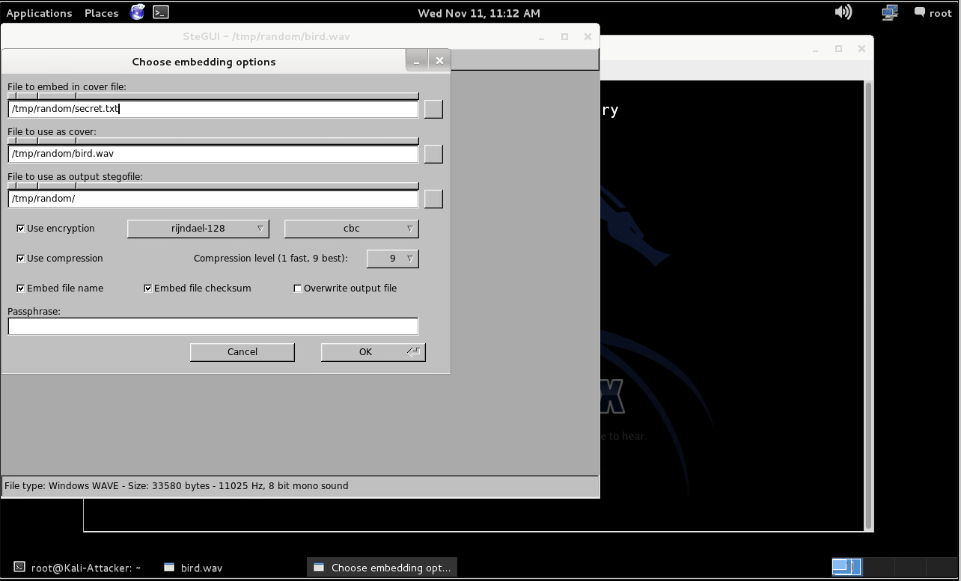 Applications Places Wed Nov 11, 11:12 AM root
SteGUI - /tmp/random/bird.wav
Choose embedding options
File to embed in cover file:
/tmp/random/secret.txt
ry
File to use as cover:
/tmp/random/bird.wav
File to use as output stegofile:
/tmp/random/
Use encryption rijndael-128 cbc
Use compression Compression level (1 fast, 9 best): 9
Embed file name Embed file checksum Overwrite output file
Passphrase:
Cancel OK
X
e to hear.
File type: Windows WAVE - Size: 33580 bytes - 11025 Hz, 8 bit mono sound
root@Kali-Attacker: ~ bird.wav Choose embedding opt...